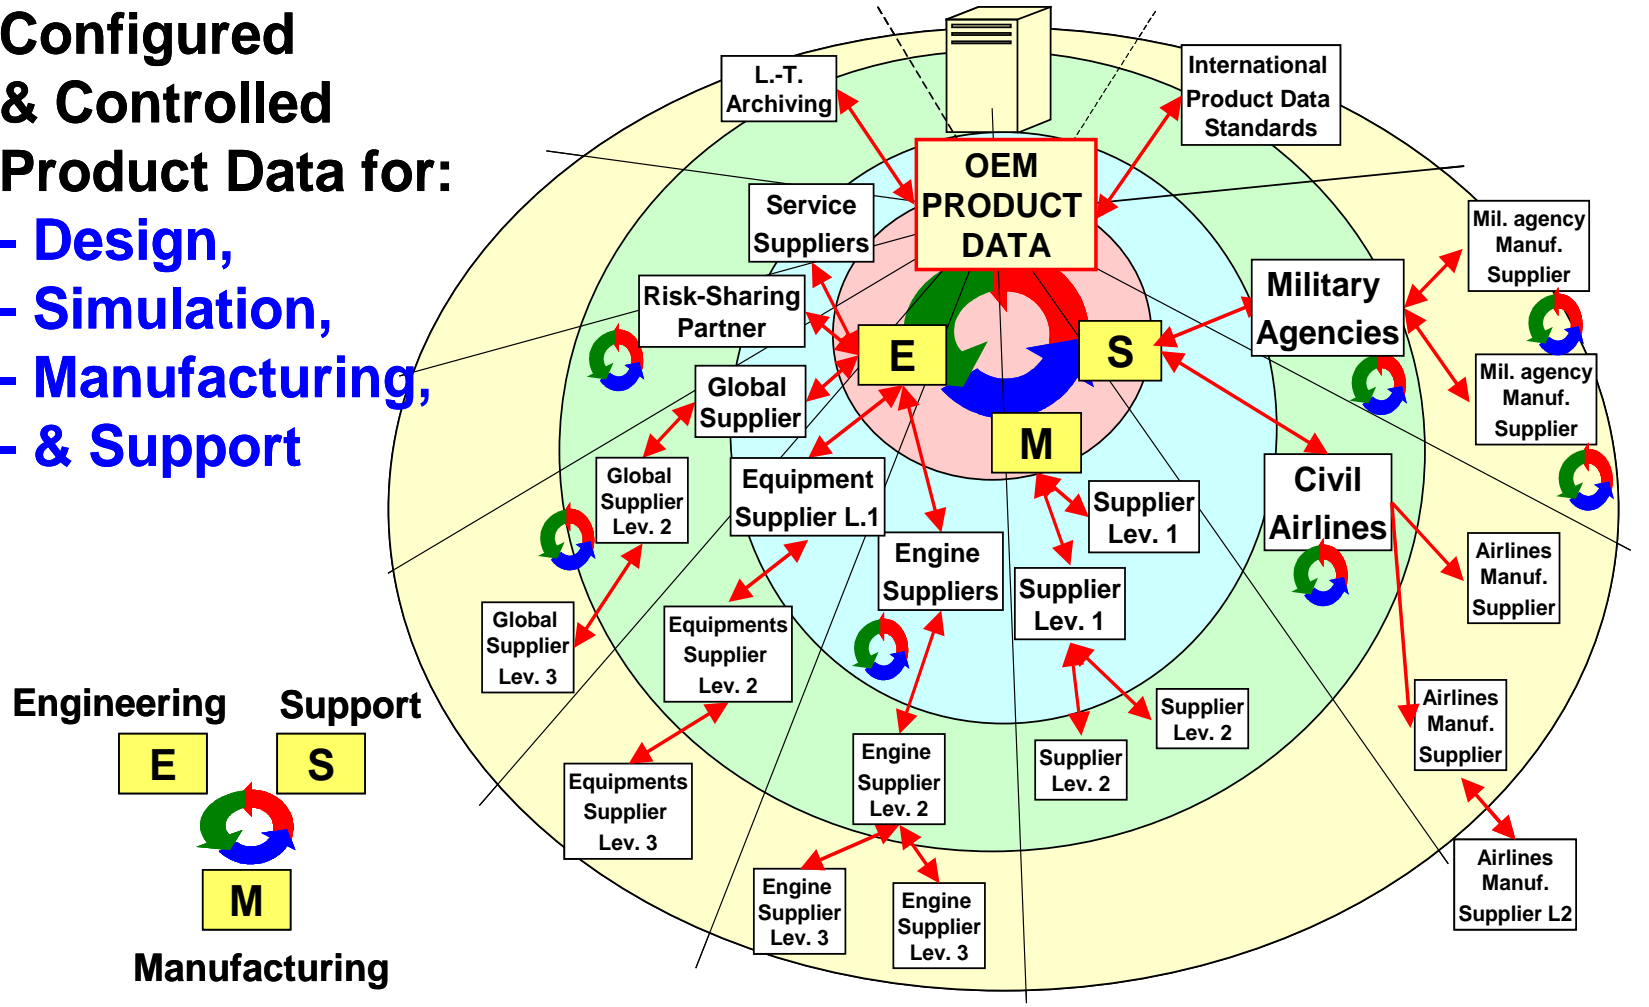 Configured
& Controlled
Product Data for:
- Design,
- Simulation,
- Manufacturing,
- & Support
L.-T.
Archiving
International
Product Data
Standards
OEM
PRODUCT
DATA
Service
Suppliers
Risk-Sharing
Partner
Global
Supplier
E
S
M
Military
Agencies
Mil. agency
Manuf.
Supplier
Mil. agency
Manuf.
Supplier
Global
Supplier
Lev. 2
Equipment
Supplier L.1
Engine
Suppliers
Supplier
Lev. 1
Supplier
Lev. 1
Civil
Airlines
Airlines
Manuf.
Supplier
Global
Supplier
Lev. 3
Equipments
Supplier
Lev. 2
Engine
Supplier
Lev. 2
Supplier
Lev. 2
Supplier
Lev. 2
Airlines
Manuf.
Supplier
Equipments
Supplier
Lev. 3
Engine
Supplier
Lev. 3
Engine
Supplier
Lev. 3
Airlines
Manuf.
Supplier L2
Engineering
Support
E
S
M
Manufacturing